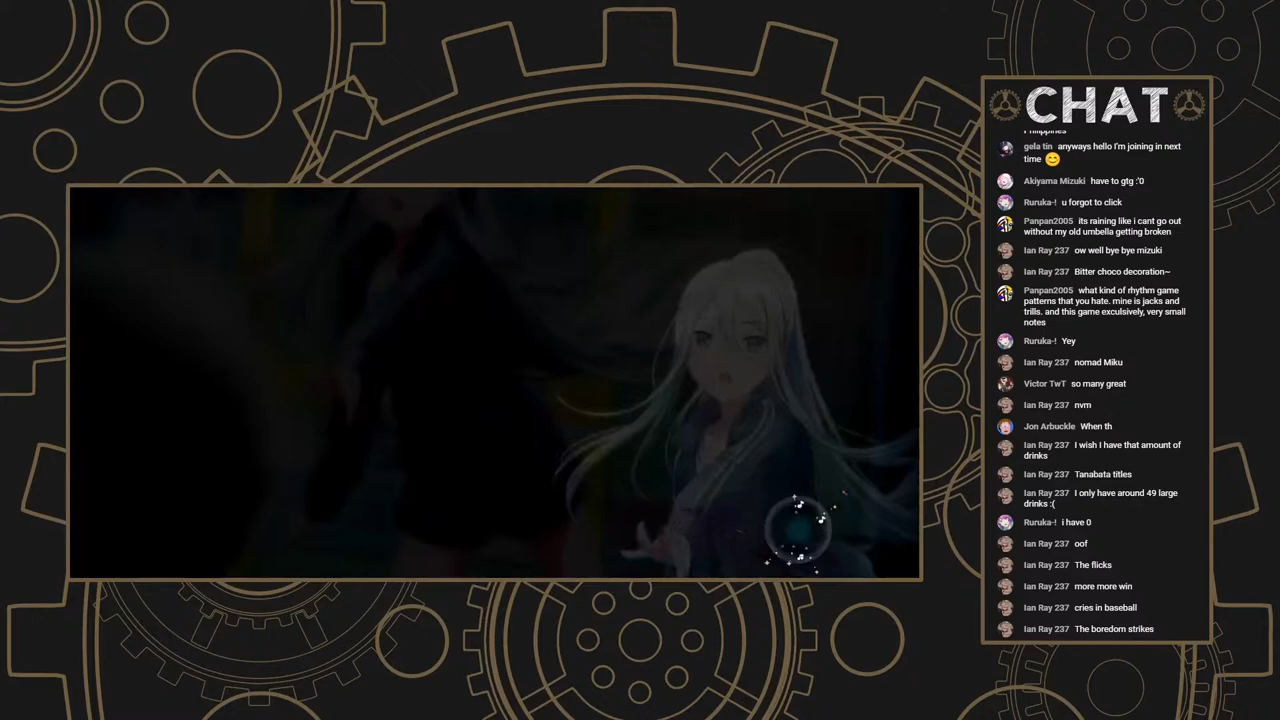 CHAT
Philippines
gela tin anyways hello I'm joining in next
time 😊
Akiyama Mizuki have to gtg :'0
Ruruka-! u forgot to click
Panpan2005 its raining like i cant go out
without my old umbella getting broken
Ian Ray 237 ow well bye bye mizuki
Ian Ray 237 Bitter choco decoration~
Panpan2005 what kind of rhythm game
patterns that you hate. mine is jacks and
trills. and this game exculsively, very small
notes
Ruruka-! Yey
Ian Ray 237 nomad Miku
Victor TwT so many great
Ian Ray 237 nvm
Jon Arbuckle When th
Ian Ray 237 I wish I have that amount of
drinks
Ian Ray 237 Tanabata titles
Ian Ray 237 I only have around 49 large
drinks :(
Ruruka-! i have 0
Ian Ray 237 oof
Ian Ray 237 The flicks
Ian Ray 237 more more win
Ian Ray 237 cries in baseball
Ian Ray 237 The boredom strikes